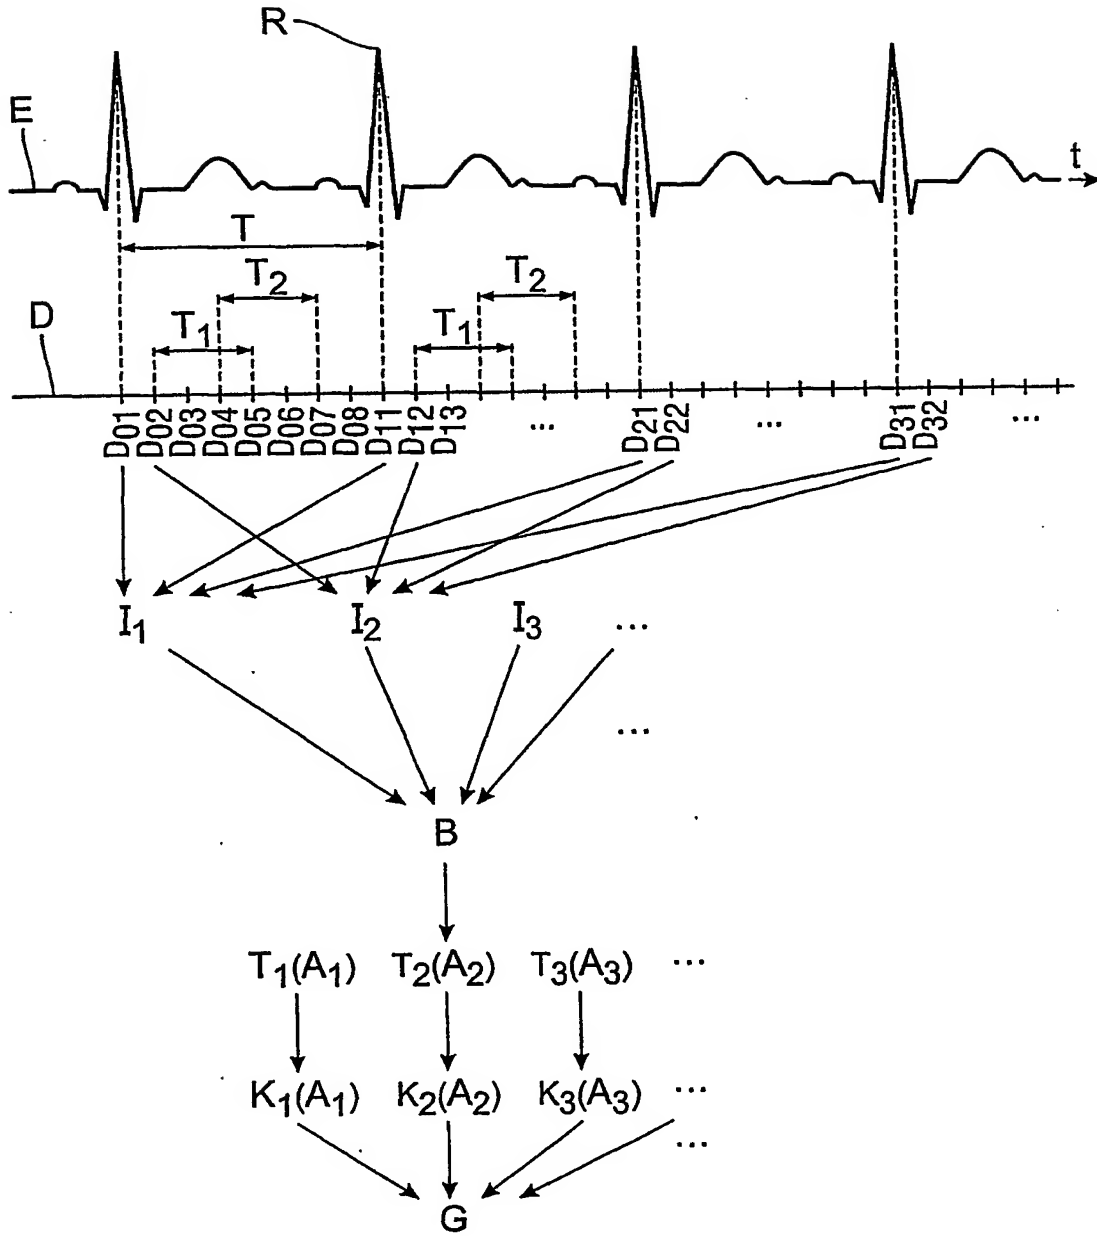 R
E
t
T
T2
T2
D
T1
T1
D01 D02 D03 D04 D05 D06 D07 D08 D11 D12 D13 ... D21 D22 ... D31 D32 ...
I1 I2 I3 ...
...
B
T1(A1) T2(A2) T3(A3) ...
K1(A1) K2(A2) K3(A3) ...
...
G